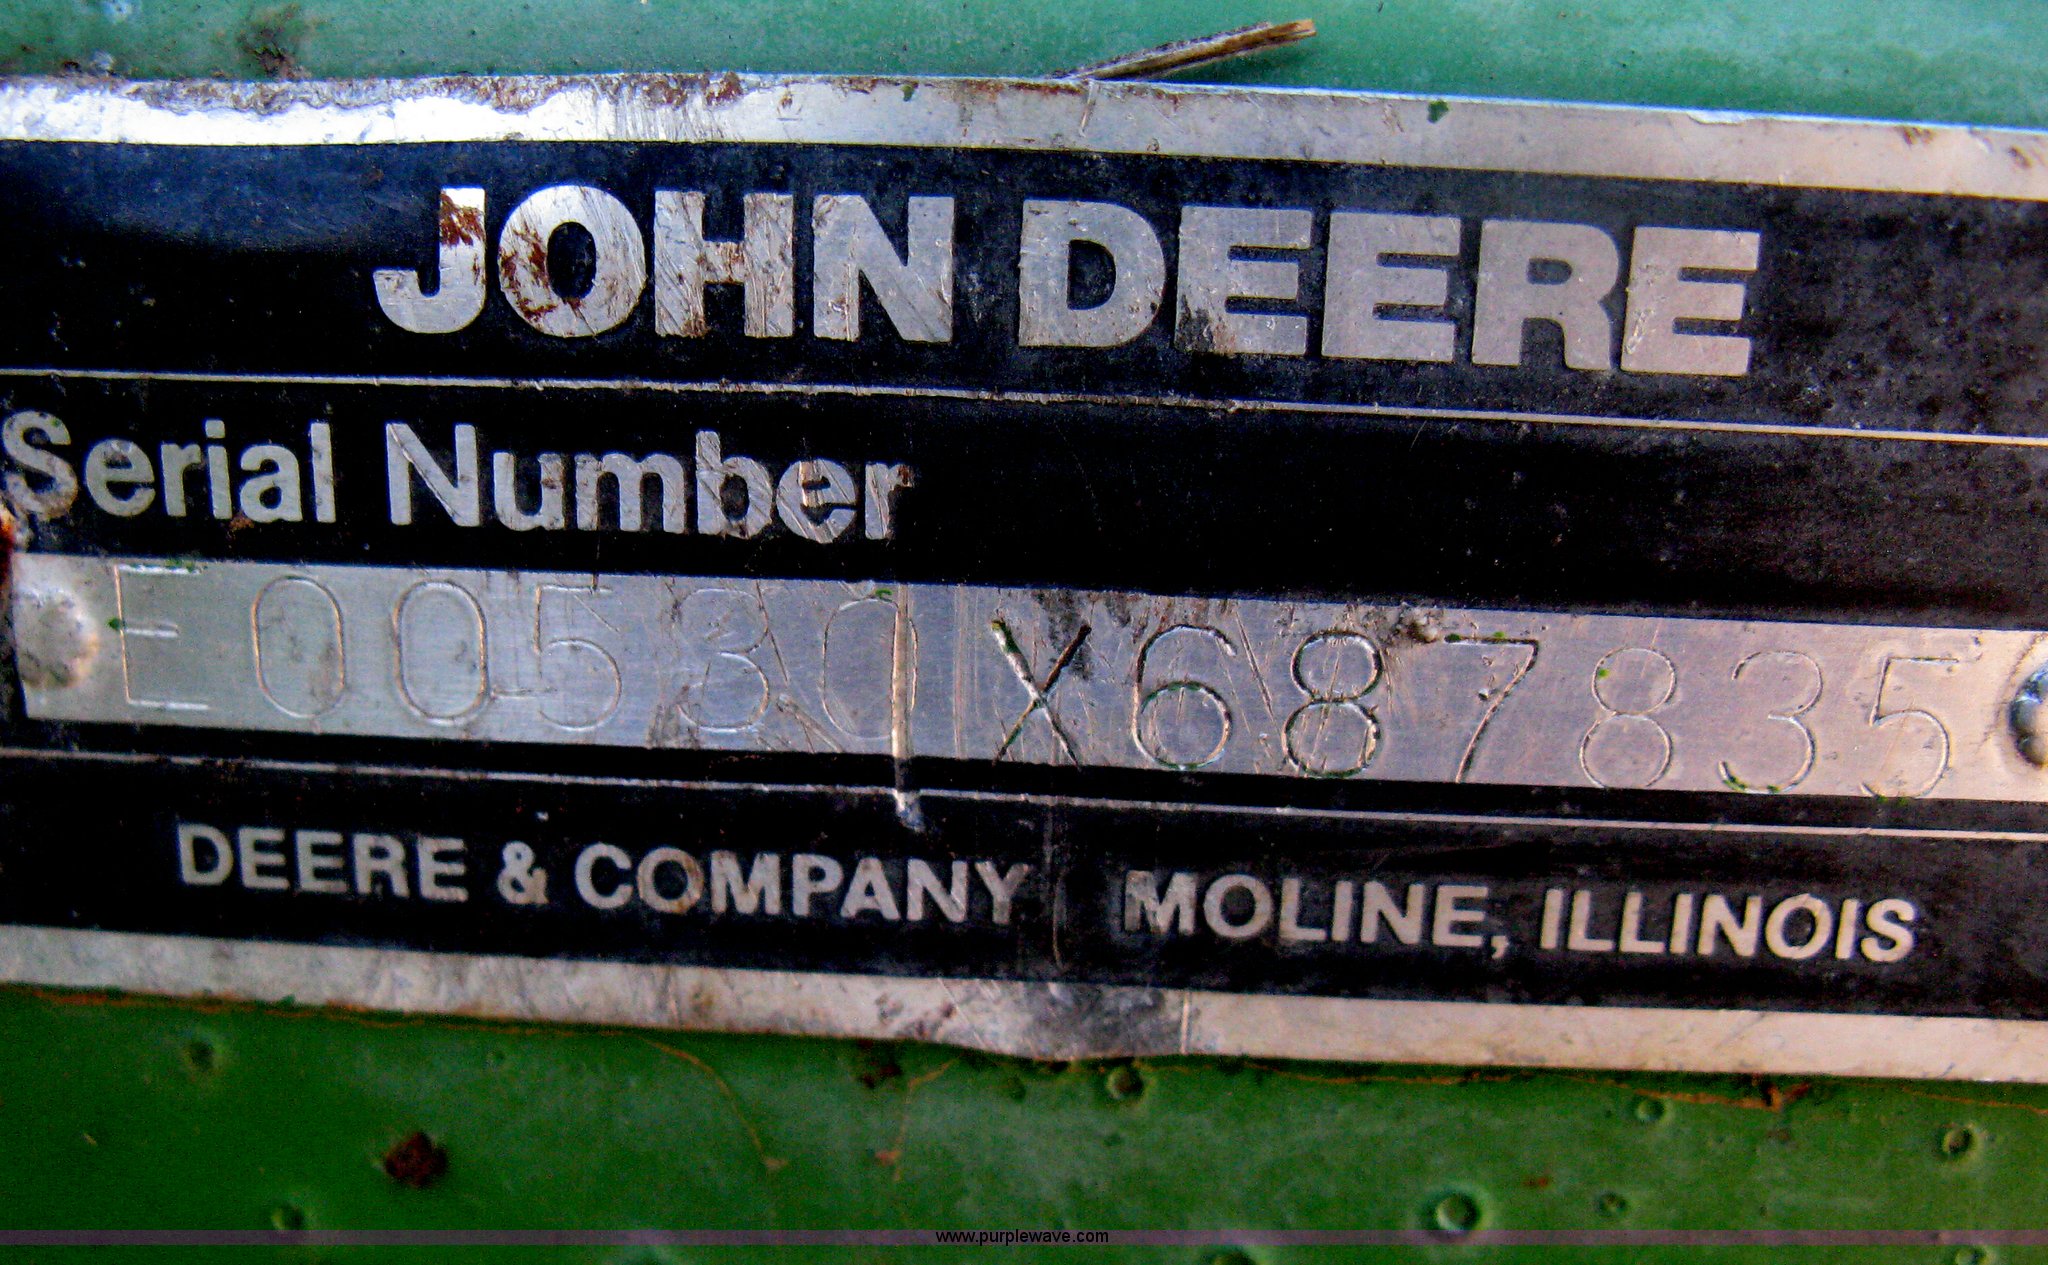 JOHN DEERE
Serial Number
E00530X687835
DEERE & COMPANY MOLINE, ILLINOIS
www.purplewave.com